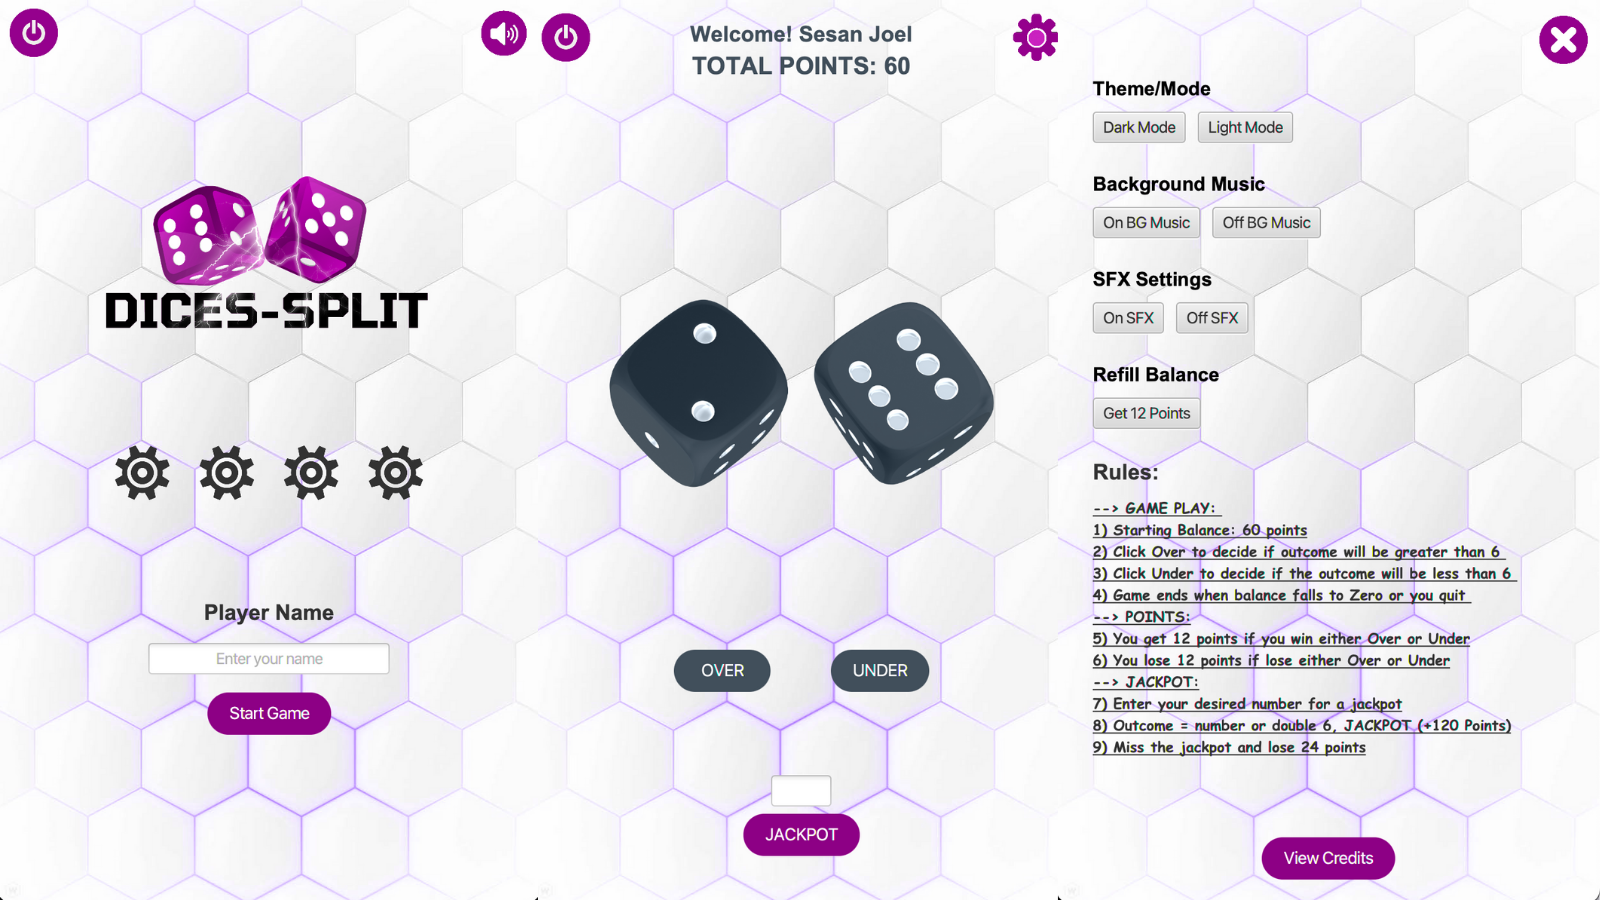 DICES-SPLIT
Player Name
Enter your name
Start Game
Welcome! Sesan Joel
TOTAL POINTS: 60
OVER
UNDER
JACKPOT
Theme/Mode
Dark Mode
Light Mode
Background Music
On BG Music
Off BG Music
SFX Settings
On SFX
Off SFX
Refill Balance
Get 12 Points
Rules:
--> GAME PLAY:
1) Starting Balance: 60 points
2) Click Over to decide if outcome will be greater than 6
3) Click Under to decide if the outcome will be less than 6
4) Game ends when balance falls to Zero or you quit
--> POINTS:
5) You get 12 points if you win either Over or Under
6) You lose 12 points if lose either Over or Under
--> JACKPOT:
7) Enter your desired number for a jackpot
8) Outcome = number or double 6, JACKPOT (+120 Points)
9) Miss the jackpot and lose 24 points
View Credits